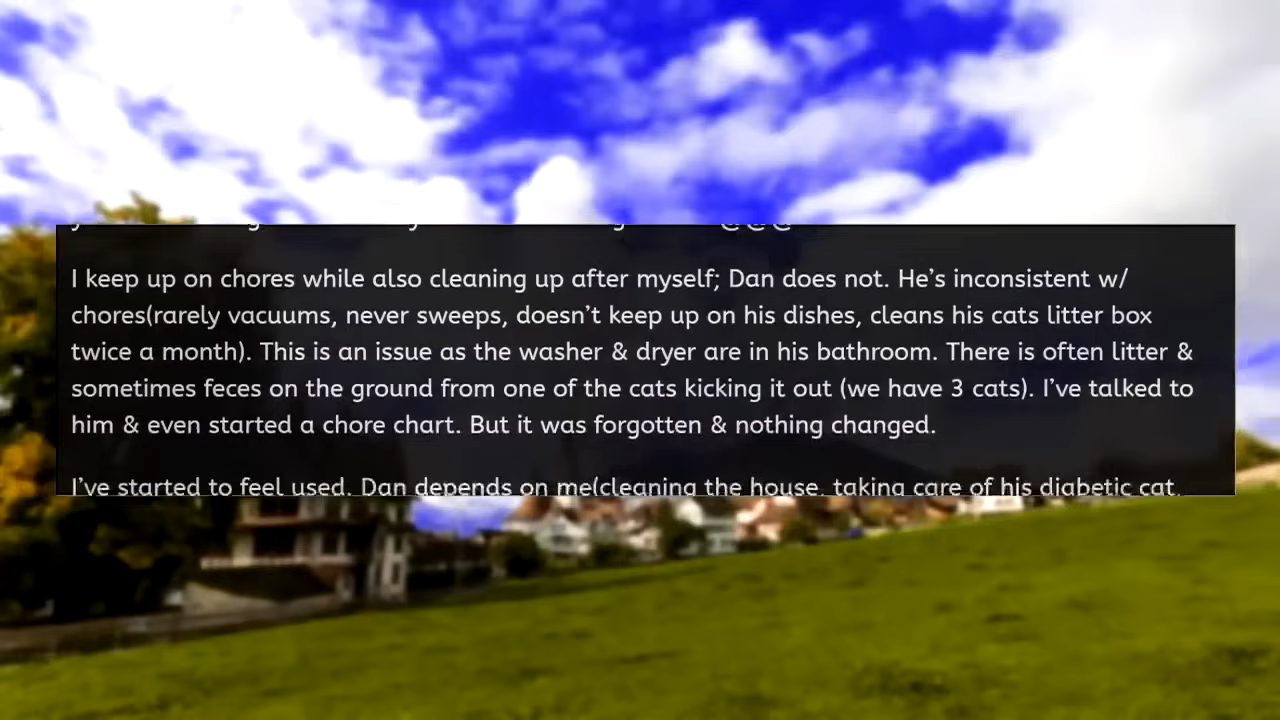 I keep up on chores while also cleaning up after myself; Dan does not. He’s inconsistent w/
chores(rarely vacuums, never sweeps, doesn’t keep up on his dishes, cleans his cats litter box
twice a month). This is an issue as the washer & dryer are in his bathroom. There is often litter &
sometimes feces on the ground from one of the cats kicking it out (we have 3 cats). I’ve talked to
him & even started a chore chart. But it was forgotten & nothing changed.
I’ve started to feel used. Dan depends on me(cleaning the house, taking care of his diabetic cat,